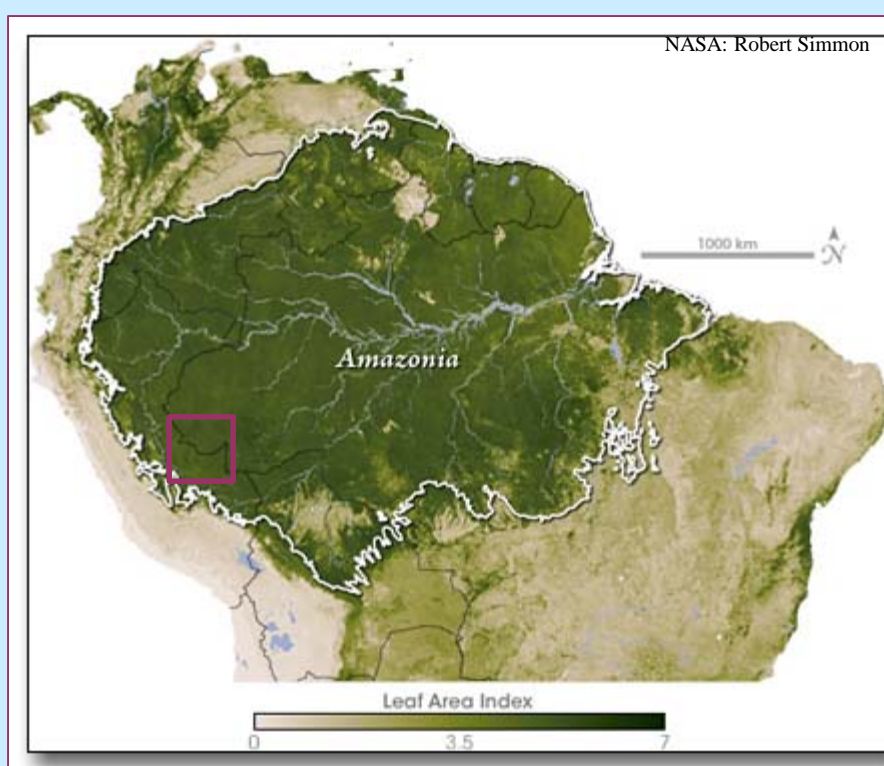 NASA: Robert Simmon
1000 km
N
Amazonia
Leaf Area Index
0 3.5 7